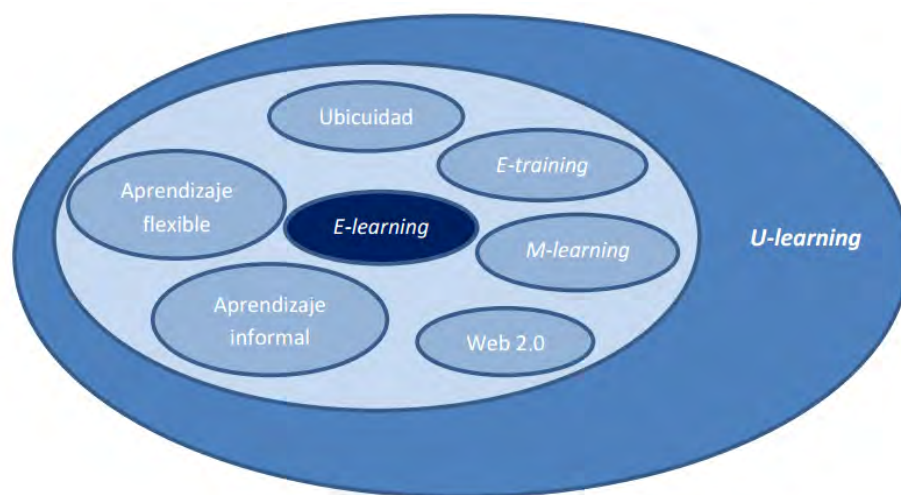 Ubicuidad
E-training
Aprendizaje
flexible
E-learning
M-learning
U-learning
Aprendizaje
informal
Web 2.0